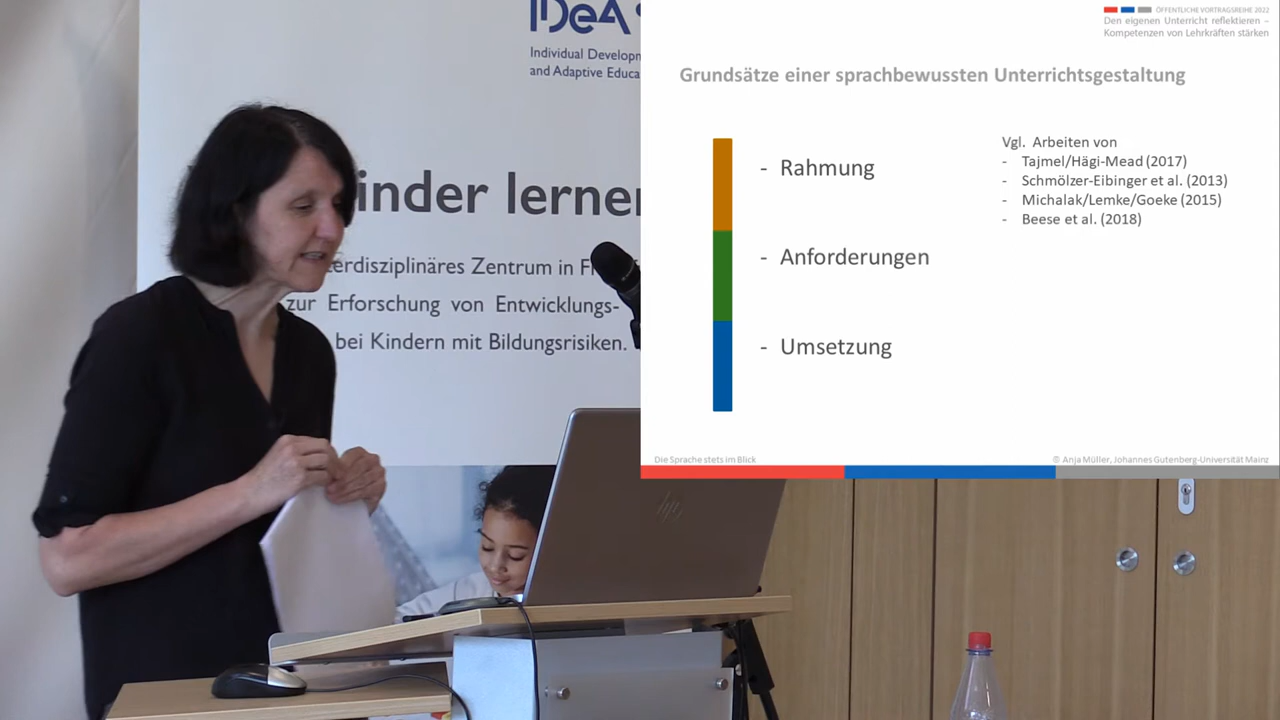 IDeA
Individual Developm
and Adaptive Educa
inder lerner
terdisziplinäres Zentrum in
zur Erforschung von Entwicklungs-
bei Kindern mit Bildungsrisiken.
hp
ÖFFENTLICHE VORTRAGSREIHE 2022
Den eigenen Unterricht reflektieren –
Kompetenzen von Lehrkräften stärken
Grundsätze einer sprachbewussten Unterrichtsgestaltung
- Rahmung
- Anforderungen
- Umsetzung
Vgl. Arbeiten von
- Tajmel/Hägi-Mead (2017)
- Schmölzer-Eibinger et al. (2013)
- Michalak/Lemke/Goeke (2015)
- Beese et al. (2018)
Die Sprache stets im Blick
© Anja Müller, Johannes Gutenberg-Universität Mainz